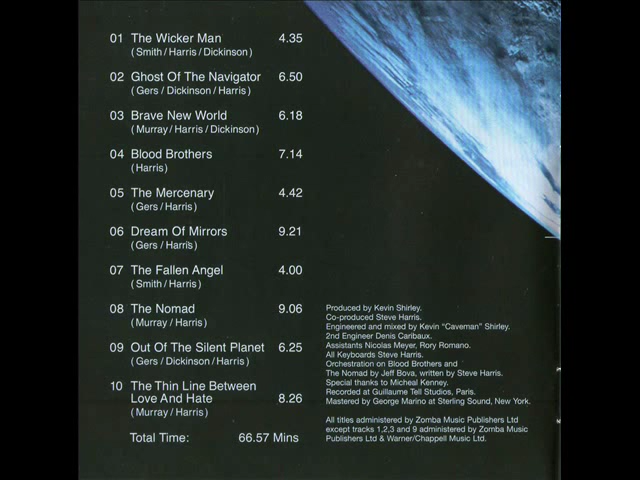 01 The Wicker Man 4.35
( Smith / Harris / Dickinson )
02 Ghost Of The Navigator 6.50
( Gers / Dickinson / Harris )
03 Brave New World 6.18
( Murray / Harris / Dickinson )
04 Blood Brothers 7.14
( Harris )
05 The Mercenary 4.42
( Gers / Harris )
06 Dream Of Mirrors 9.21
( Gers / Harris )
07 The Fallen Angel 4.00
( Smith / Harris )
08 The Nomad 9.06
( Murray / Harris )
09 Out Of The Silent Planet 6.25
( Gers / Dickinson / Harris )
10 The Thin Line Between
Love And Hate 8.26
( Murray / Harris )
Total Time: 66.57 Mins
Produced by Kevin Shirley.
Co-produced Steve Harris.
Engineered and mixed by Kevin “Caveman” Shirley.
2nd Engineer Denis Caribaux.
Assistants Nicolas Meyer, Rory Romano.
All Keyboards Steve Harris.
Orchestration on Blood Brothers and
The Nomad by Jeff Bova, written by Steve Harris.
Special thanks to Micheal Kenney.
Recorded at Guillaume Tell Studios, Paris.
Mastered by George Marino at Sterling Sound, New York.
All titles administered by Zomba Music Publishers Ltd
except tracks 1,2,3 and 9 administered by Zomba Music
Publishers Ltd & Warner/Chappell Music Ltd.